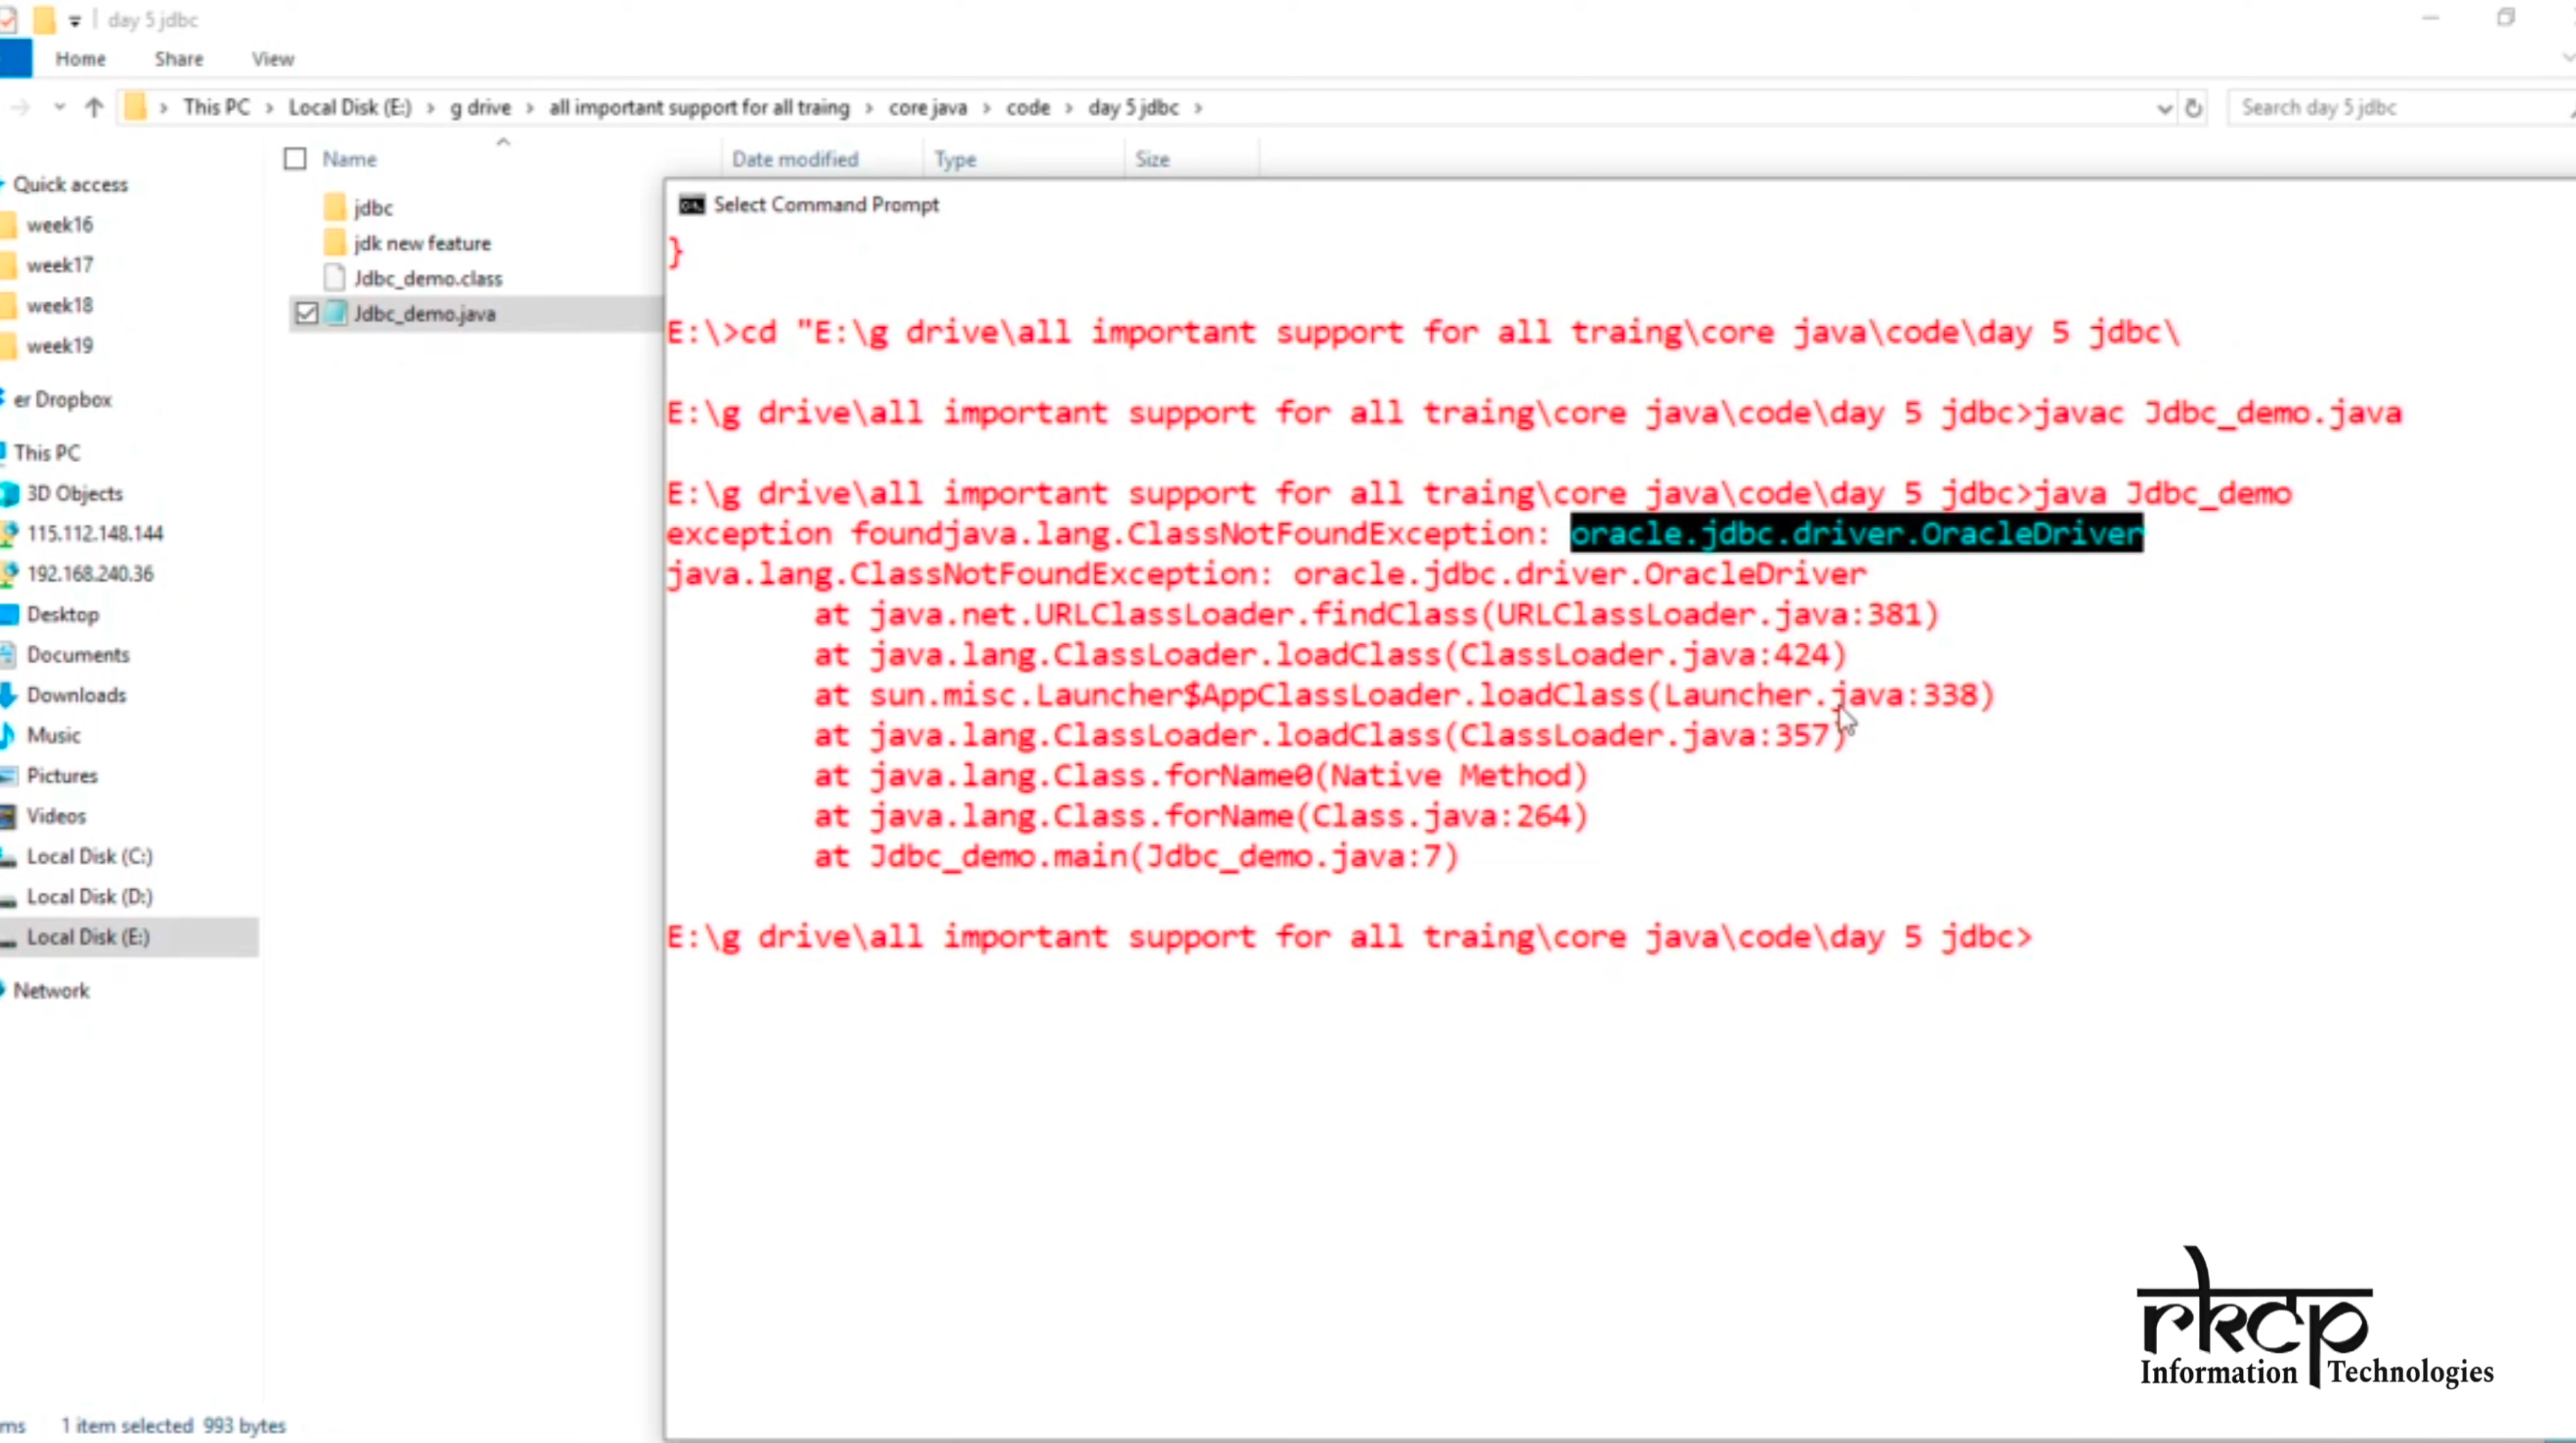 day 5 jdbc
Home Share View
This PC > Local Disk (E:) > g drive > all important support for all traing > core java > code > day 5 jdbc >
Search day 5 jdbc
Name Date modified Type Size
Quick access
week16
week17
week18
week19
er Dropbox
This PC
3D Objects
115.112.148.144
192.168.240.36
Desktop
Documents
Downloads
Music
Pictures
Videos
Local Disk (C:)
Local Disk (D:)
Local Disk (E:)
Network
jdbc
jdk new feature
Jdbc_demo.class
Jdbc_demo.java
Select Command Prompt
}
E:\>cd "E:\g drive\all important support for all traing\core java\code\day 5 jdbc\
E:\g drive\all important support for all traing\core java\code\day 5 jdbc>javac Jdbc_demo.java
E:\g drive\all important support for all traing\core java\code\day 5 jdbc>java Jdbc_demo
exception foundjava.lang.ClassNotFoundException: oracle.jdbc.driver.OracleDriver
java.lang.ClassNotFoundException: oracle.jdbc.driver.OracleDriver
at java.net.URLClassLoader.findClass(URLClassLoader.java:381)
at java.lang.ClassLoader.loadClass(ClassLoader.java:424)
at sun.misc.Launcher$AppClassLoader.loadClass(Launcher.java:338)
at java.lang.ClassLoader.loadClass(ClassLoader.java:357)
at java.lang.Class.forName0(Native Method)
at java.lang.Class.forName(Class.java:264)
at Jdbc_demo.main(Jdbc_demo.java:7)
E:\g drive\all important support for all traing\core java\code\day 5 jdbc>
rkcp
Information Technologies
ms 1 item selected 993 bytes